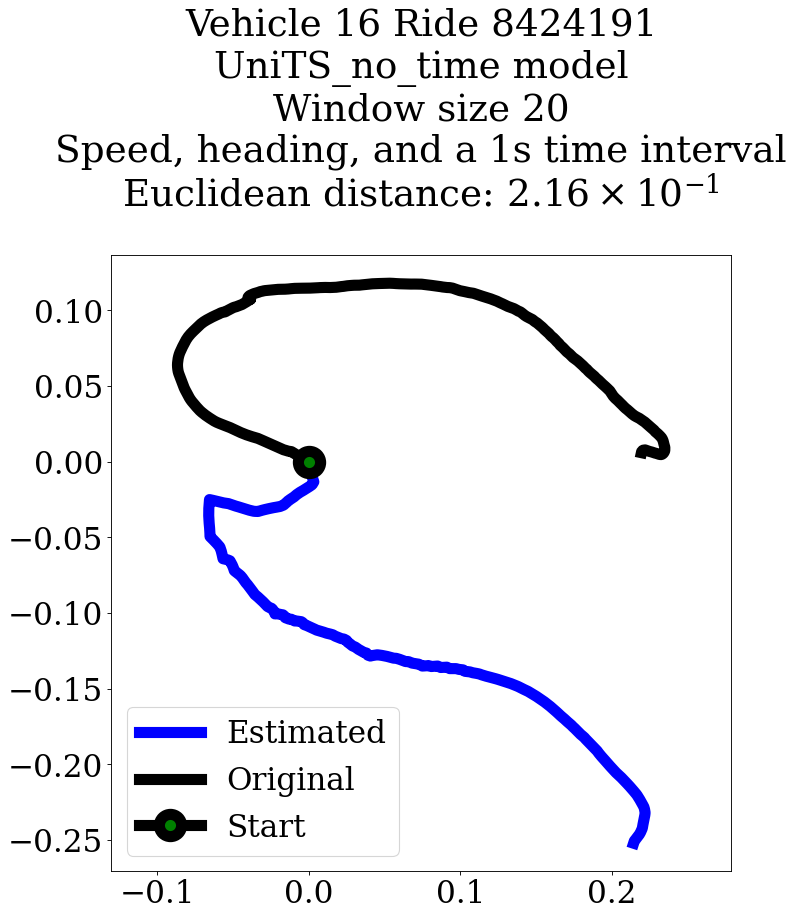 Vehicle 16 Ride 8424191
UniTS_no_time model
Window size 20
Speed, heading, and a 1s time interval
Euclidean distance: 2.16 × 10⁻¹
0.10
0.05
0.00
−0.05
−0.10
−0.15
−0.20
−0.25
Estimated
Original
Start
−0.1
0.0
0.1
0.2